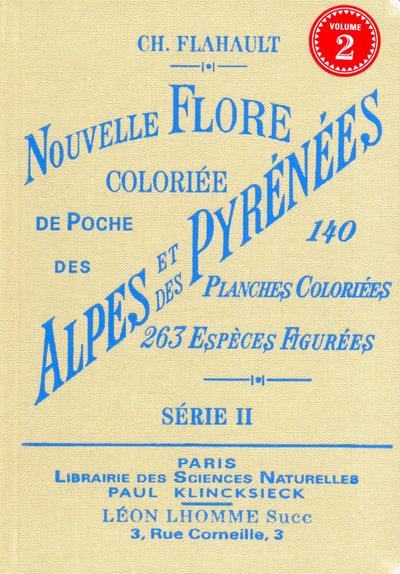 CH. FLAHAULT
VOLUME
2
NOUVELLE FLORE
COLORIÉE
DE POCHE
DES
ALPES ET
DES PYRÉNÉES
140
PLANCHES COLORIÉES
263 ESPÈCES FIGURÉES
SÉRIE II
PARIS
LIBRAIRIE DES SCIENCES NATURELLES
PAUL KLINCKSIECK
LÉON LHOMME Succ
3, Rue Corneille, 3